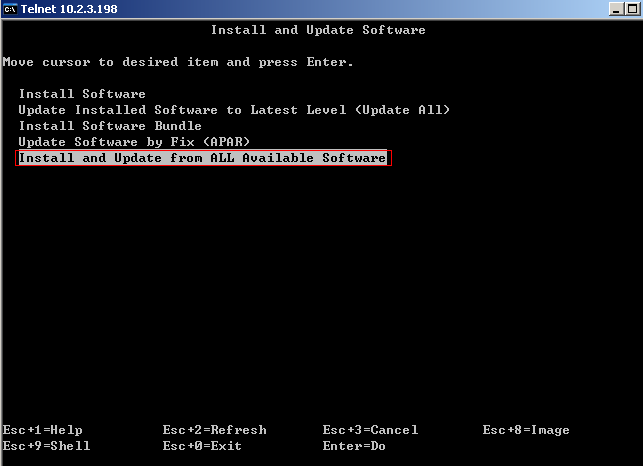 C:\ Telnet 10.2.3.198
Install and Update Software
Move cursor to desired item and press Enter.
Install Software
Update Installed Software to Latest Level (Update All)
Install Software Bundle
Update Software by Fix (APAR)
Install and Update from ALL Available Software
Esc+1=Help Esc+2=Refresh Esc+3=Cancel Esc+8=Image
Esc+9=Shell Esc+0=Exit Enter=Do